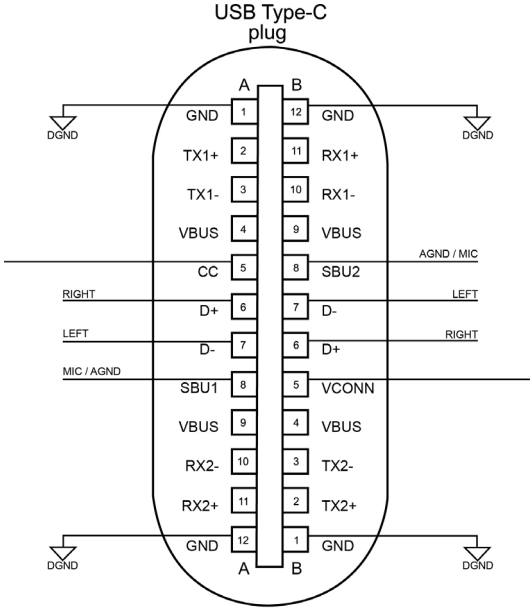 USB Type-C
plug
A B
GND 1 12 GND
DGND DGND
TX1+ 2 11 RX1+
TX1- 3 10 RX1-
VBUS 4 9 VBUS
AGND / MIC
CC 5 8 SBU2
RIGHT LEFT
D+ 6 7 D-
LEFT RIGHT
D- 7 6 D+
MIC / AGND
SBU1 8 5 VCONN
VBUS 9 4 VBUS
RX2- 10 3 TX2-
RX2+ 11 2 TX2+
GND 12 1 GND
DGND DGND
A B